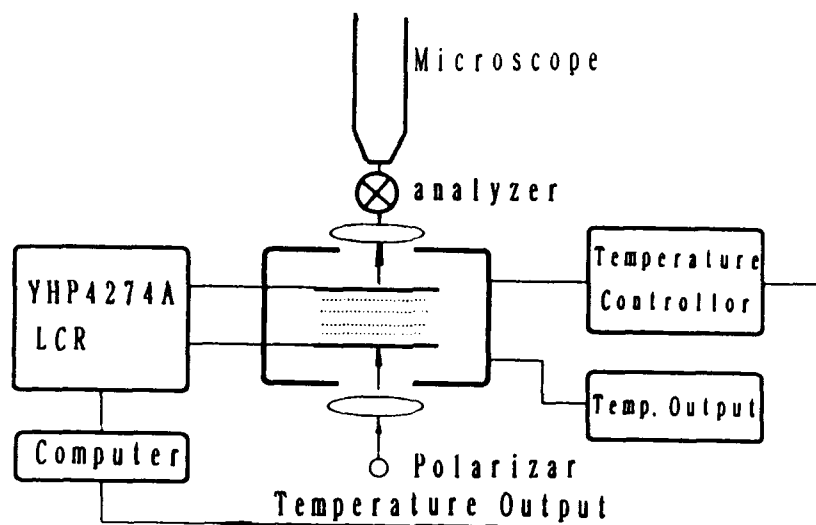 Microscope
analyzer
YHP4274A
LCR
Temperature
Controllor
Temp. Output
Computer
Polarizar
Temperature Output